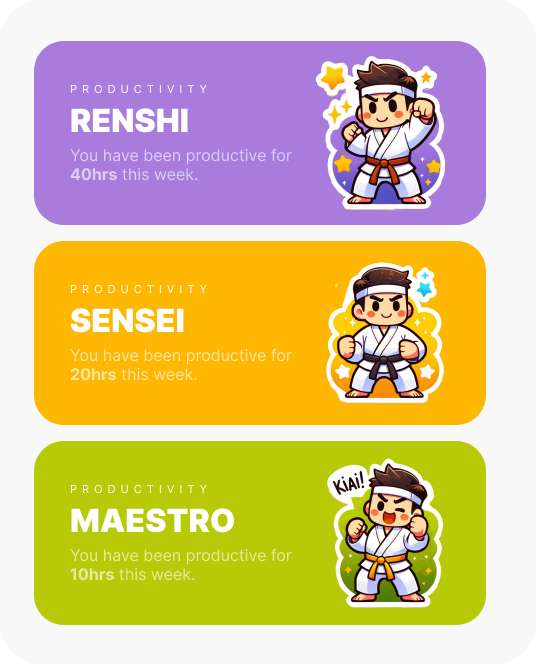 PRODUCTIVITY
RENSHI
You have been productive for
40hrs this week.
PRODUCTIVITY
SENSEI
You have been productive for
20hrs this week.
PRODUCTIVITY
MAESTRO
You have been productive for
10hrs this week.
KiAi!